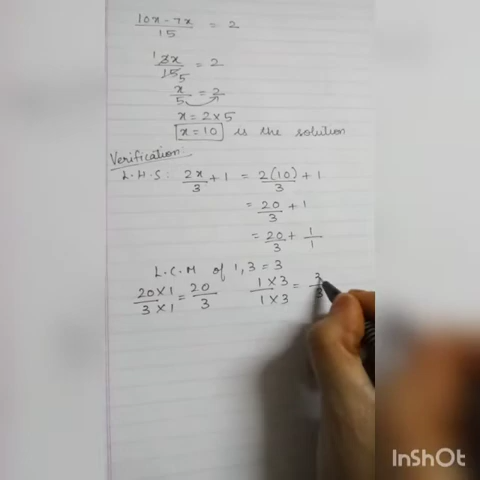 10x-7x/15 = 2
1 3x/15 5 = 2
x/5 = 2
x = 2 x 5
x = 10 is the solution
Verification:
L.H.S: 2x/3 + 1 = 2(10)/3 + 1
= 20/3 + 1
= 20/3 + 1/1
L.C.M of 1,3 = 3
20 x 1/3 x 1 = 20/3 1 x 3/1 x 3 = 3/3
InShOt